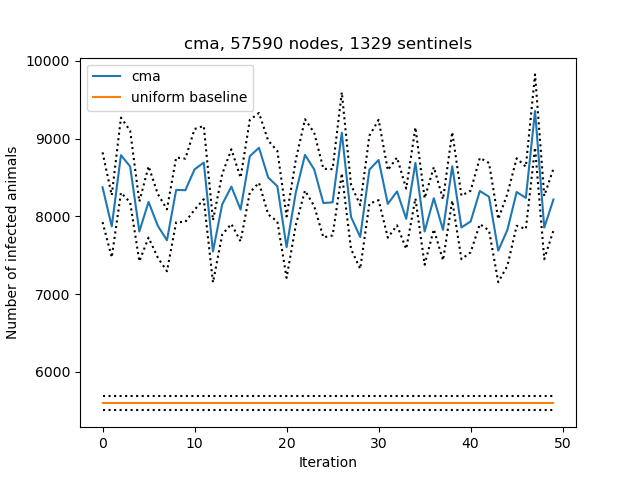 cma, 57590 nodes, 1329 sentinels
cma
uniform baseline
Number of infected animals
10000
9000
8000
7000
6000
0
10
20
30
40
50
Iteration